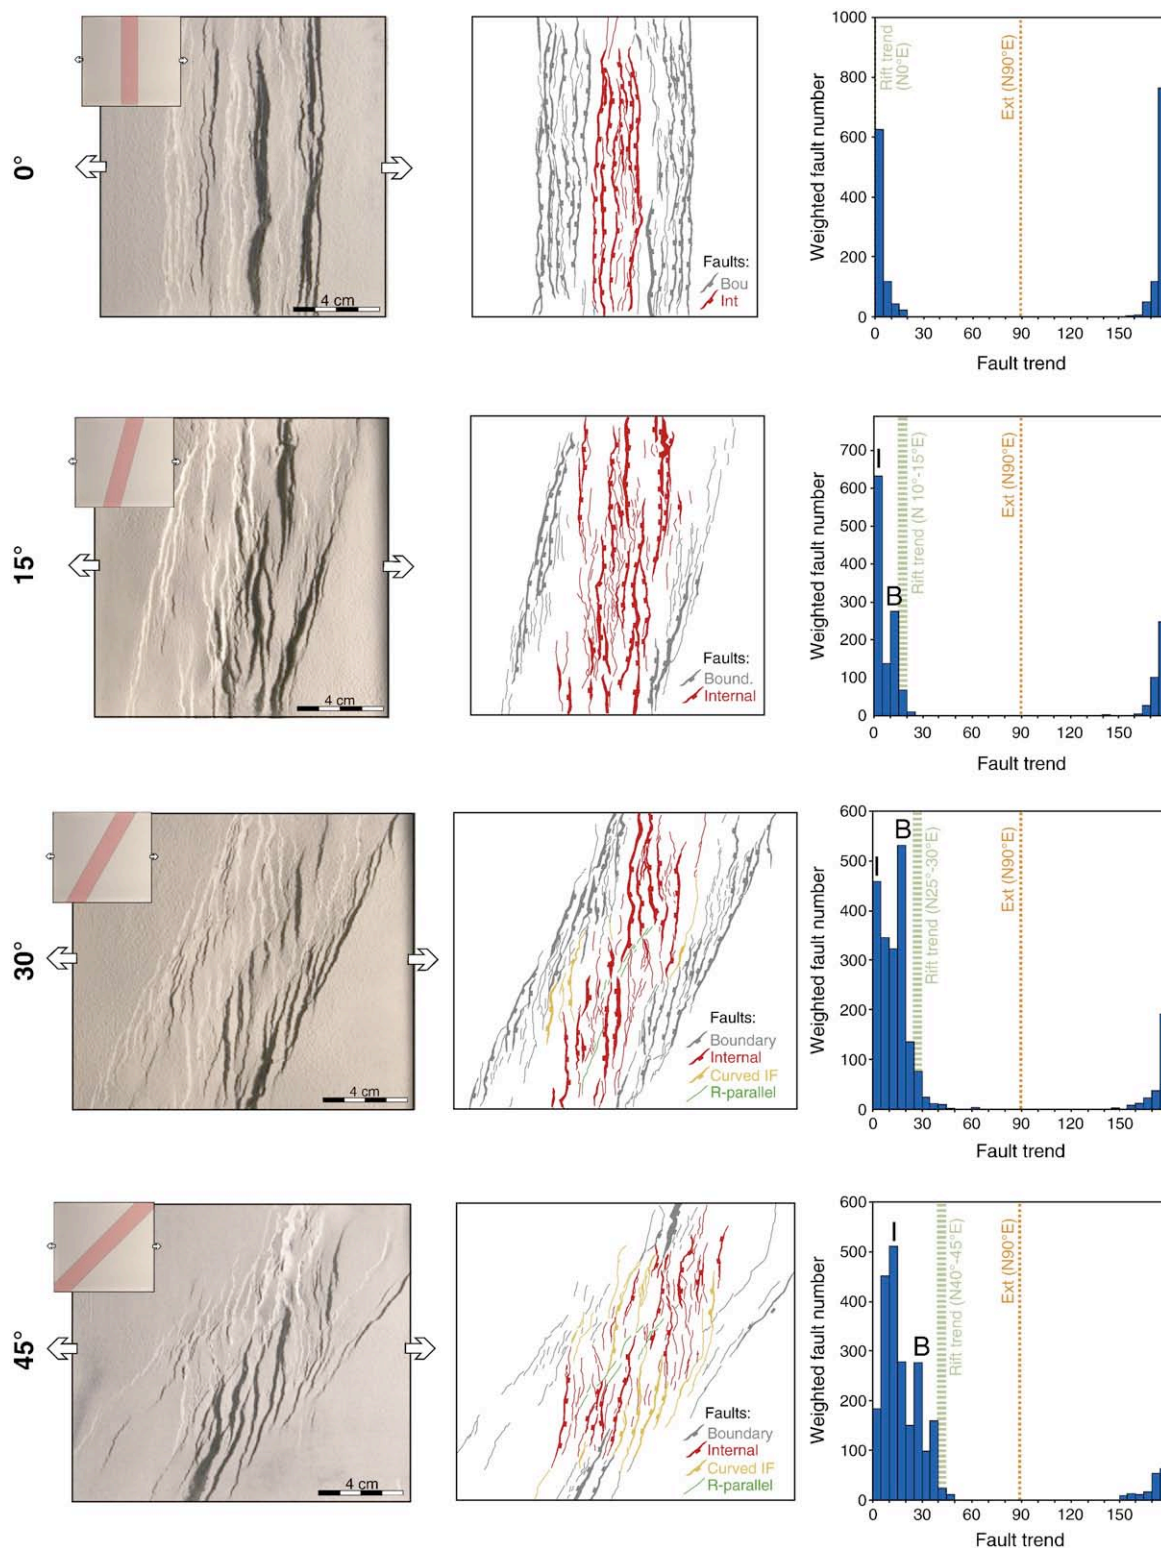 0°
4 cm
Faults:
Bou
Int
Weighted fault number
1000
800
600
400
200
0
Rift trend
(N0°E)
Ext (N90°E)
0 30 60 90 120 150
Fault trend
15°
4 cm
Faults:
Bound.
Internal
Weighted fault number
700
600
500
400
300
200
100
0
I
B
Rift trend (N 10°-15°E)
Ext (N90°E)
0 30 60 90 120 150
Fault trend
30°
4 cm
Faults:
Boundary
Internal
Curved IF
R-parallel
Weighted fault number
600
500
400
300
200
100
0
I
B
Rift trend (N25°-30°E)
Ext (N90°E)
0 30 60 90 120 150
Fault trend
45°
4 cm
Faults:
Boundary
Internal
Curved IF
R-parallel
Weighted fault number
600
500
400
300
200
100
0
I
B
Rift trend (N40°-45°E)
Ext (N90°E)
0 30 60 90 120 150
Fault trend